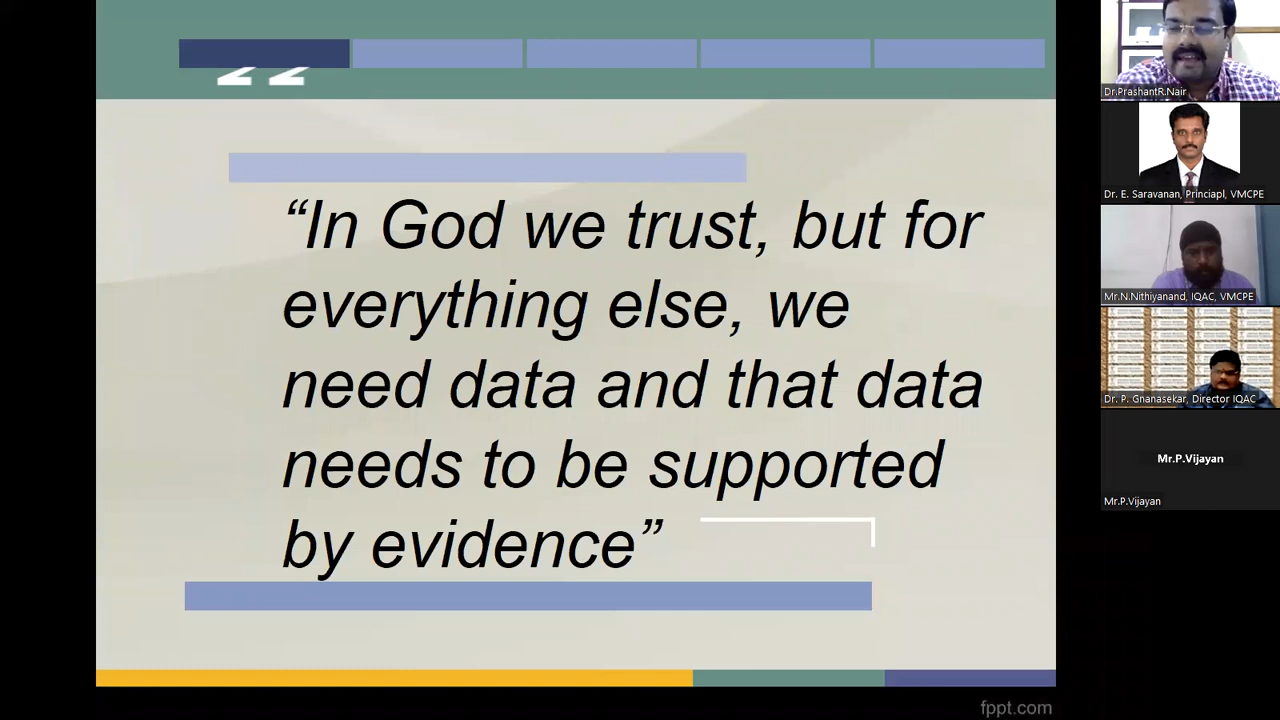 “In God we trust, but for
everything else, we
need data and that data
needs to be supported
by evidence”
fppt.com
Dr.PrashantR.Nair
Dr. E. Saravanan, Princiapl, VMCPE
Mr.N.Nithiyanand, IQAC, VMCPE
Dr. P. Gnanasekar, Director IQAC
Mr.P.Vijayan
Mr.P.Vijayan